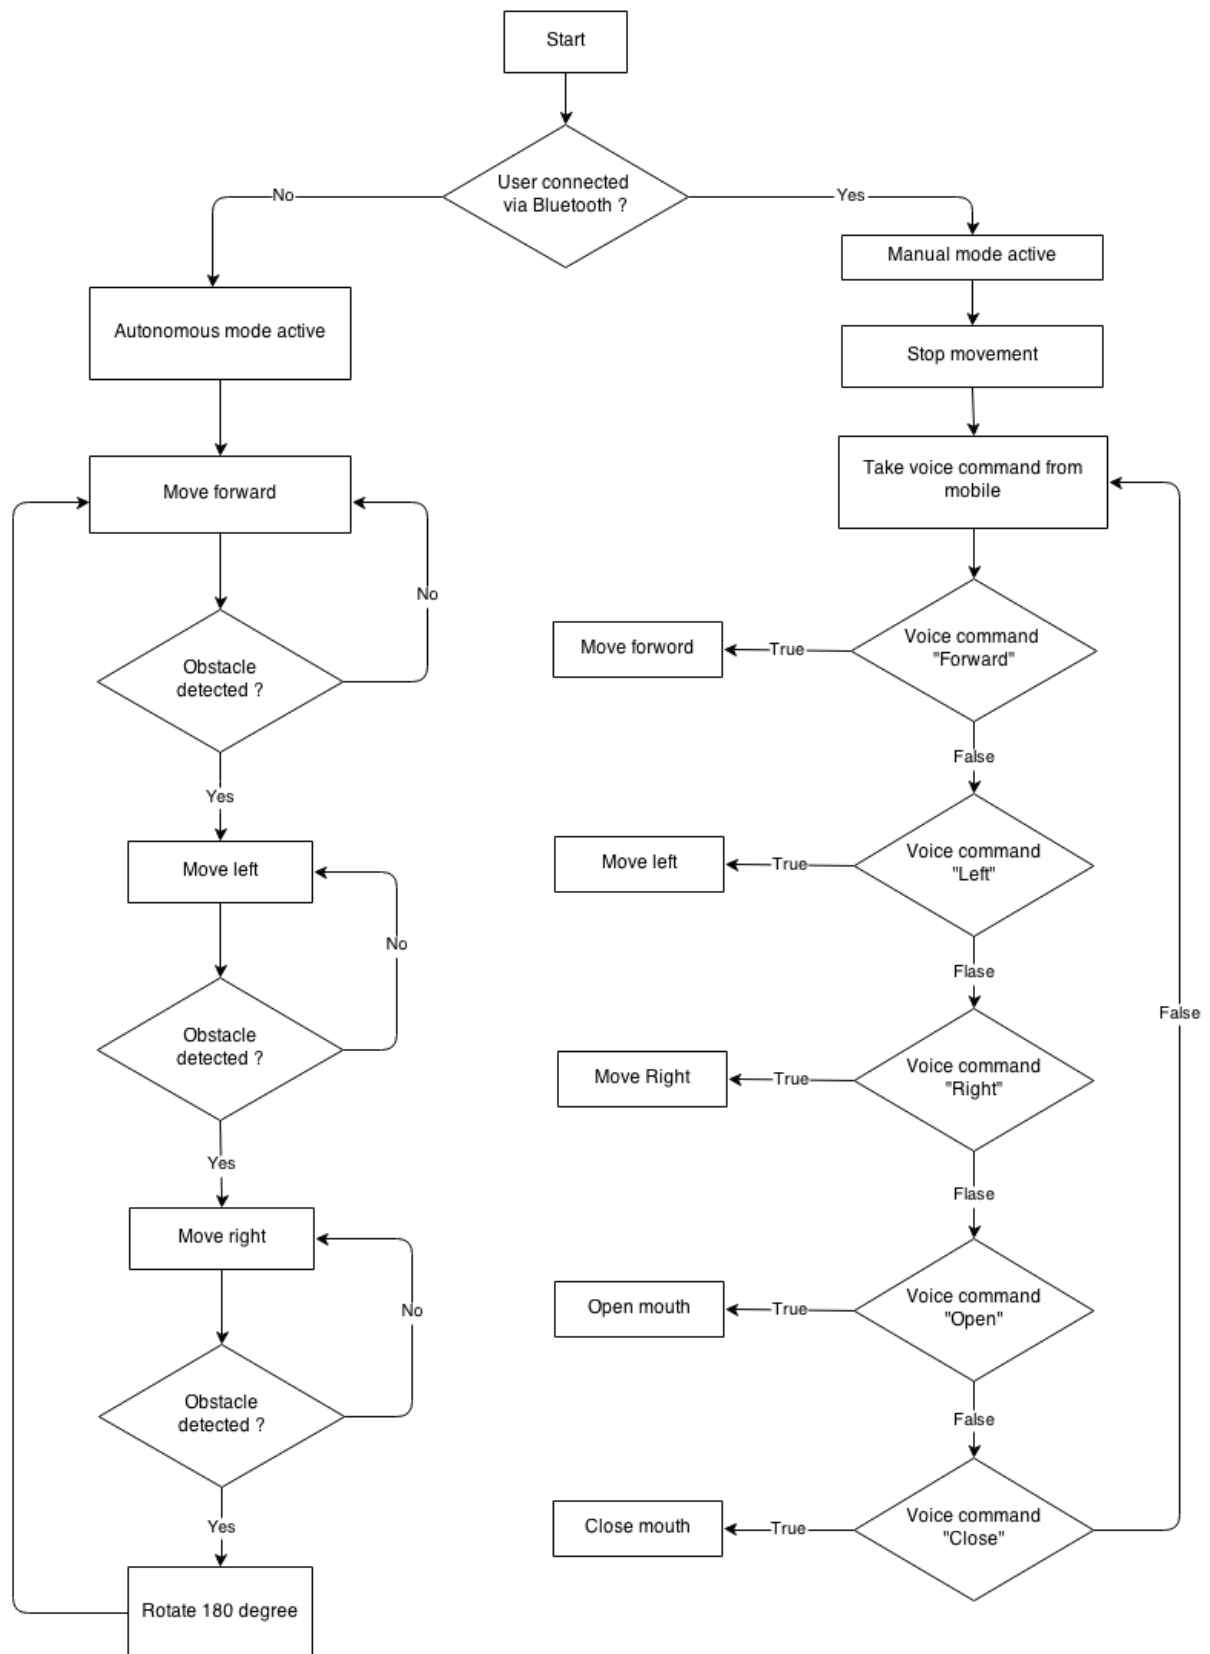 Start
User connected
via Bluetooth ?
No
Yes
Autonomous mode active
Move forward
No
Obstacle
detected ?
Yes
Move left
No
Obstacle
detected ?
Yes
Move right
No
Obstacle
detected ?
Yes
Rotate 180 degree
Manual mode active
Stop movement
Take voice command from
mobile
Voice command
"Forward"
True
Move forword
False
Voice command
"Left"
True
Move left
Flase
Voice command
"Right"
True
Move Right
Flase
Voice command
"Open"
True
Open mouth
False
Voice command
"Close"
True
Close mouth
False